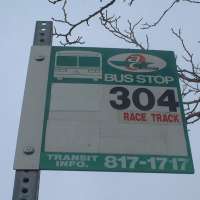 BUS STOP
304
RACE TRACK
TRANSIT INFO. 817-1717